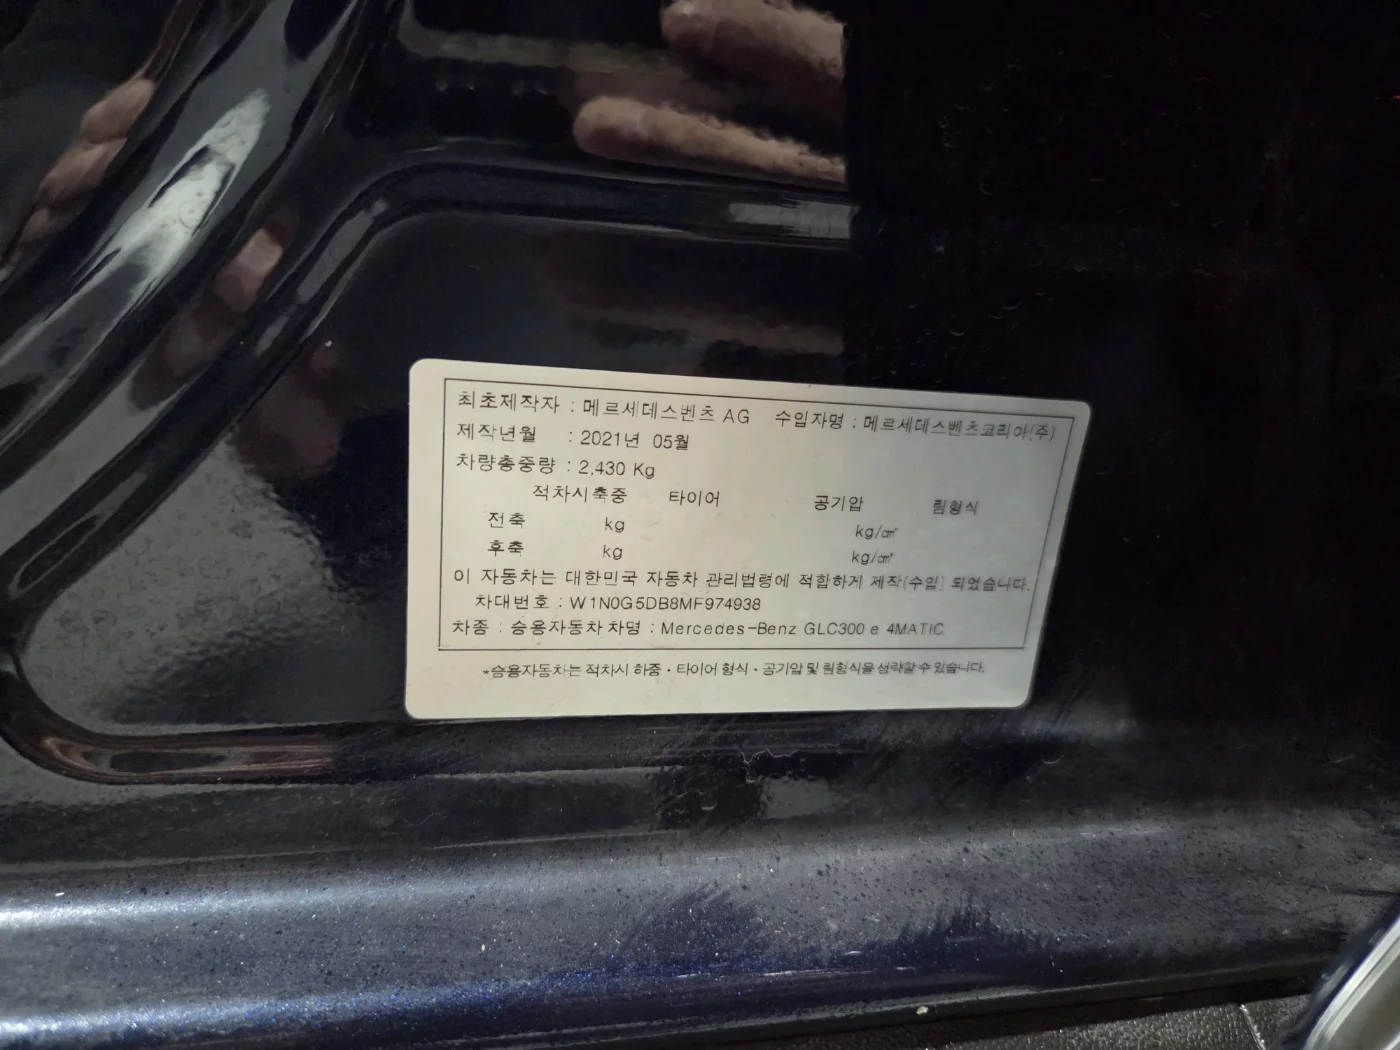 최초제작자 : 메르세데스벤츠 AG 수입자명 : 메르세데스벤츠코리아(주)
제작년월 : 2021년 05월
차량총중량 : 2,430 Kg
적차시축중 타이어 공기압 림형식
전축 kg kg/㎠
후축 kg kg/㎠
이 자동차는 대한민국 자동차 관리법령에 적합하게 제작(수입) 되었습니다.
차대번호 : W1N0G5DB8MF974938
차종 : 승용자동차 차명 : Mercedes-Benz GLC300 e 4MATIC
*승용자동차는 적차시 하중·타이어 형식·공기압 및 림형식을 생략할 수 있습니다.